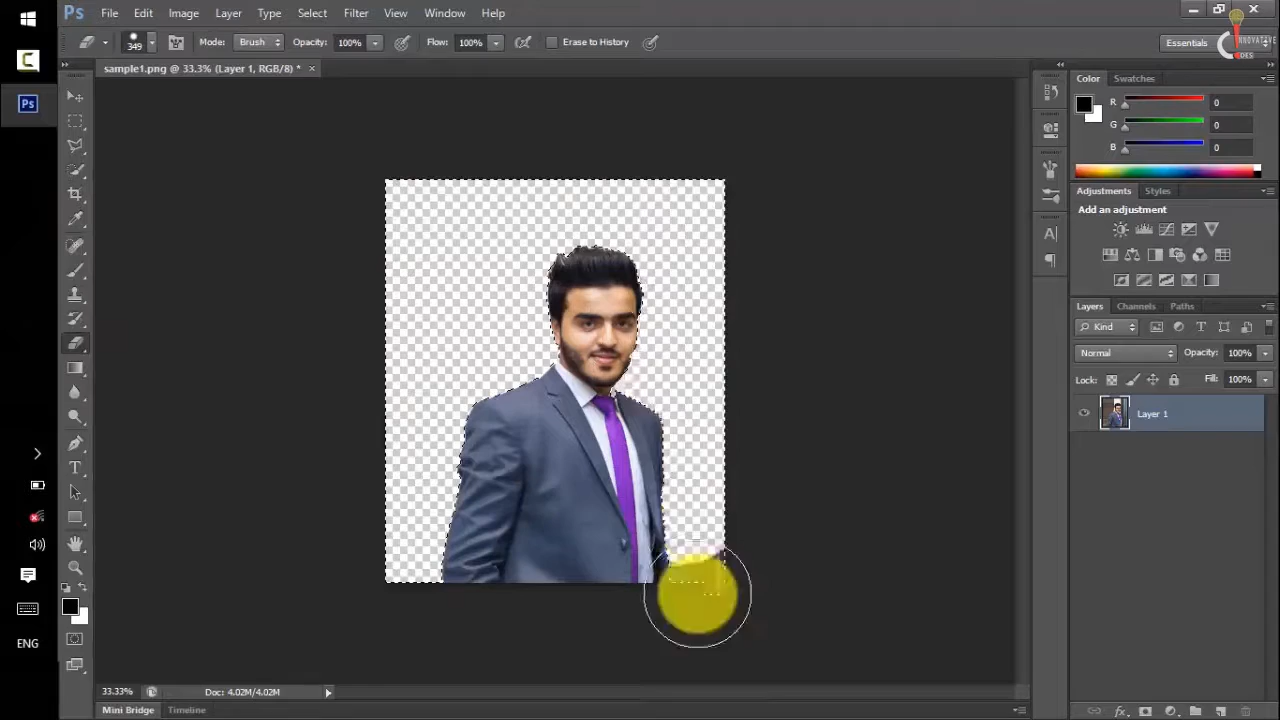 Ps File Edit Image Layer Type Select Filter View Window Help
349 Mode: Brush Opacity: 100% Flow: 100% Erase to History Essentials
INNOVATIVE
sample1.png @ 33.3% (Layer 1, RGB/8) * ×
Color Swatches
R 0
G 0
B 0
Ps
Adjustments Styles
Add an adjustment
Layers Channels Paths
Kind
Normal Opacity: 100%
Lock: Fill: 100%
Layer 1
T
ENG
33.33% Doc: 4.02M/4.02M
Mini Bridge Timeline
fx